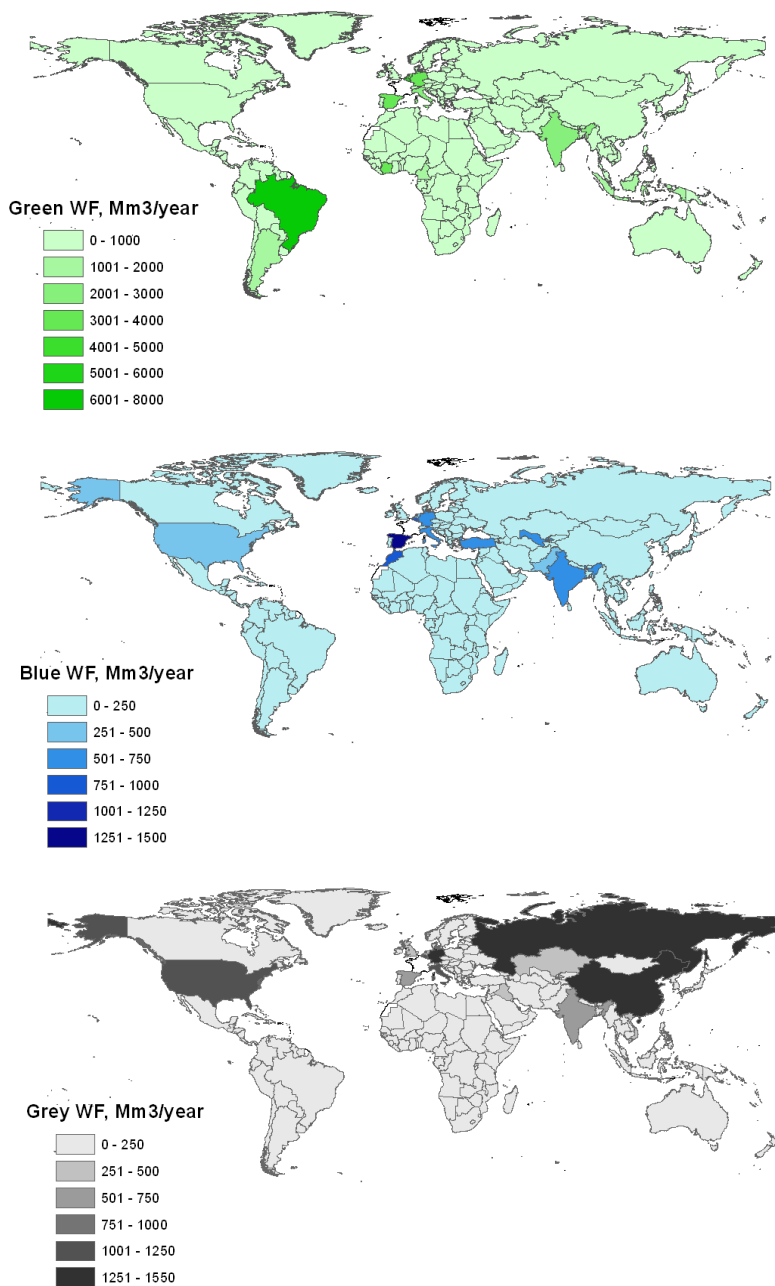 Green WF, Mm3/year
0 - 1000
1001 - 2000
2001 - 3000
3001 - 4000
4001 - 5000
5001 - 6000
6001 - 8000
Blue WF, Mm3/year
0 - 250
251 - 500
501 - 750
751 - 1000
1001 - 1250
1251 - 1500
Grey WF, Mm3/year
0 - 250
251 - 500
501 - 750
751 - 1000
1001 - 1250
1251 - 1550